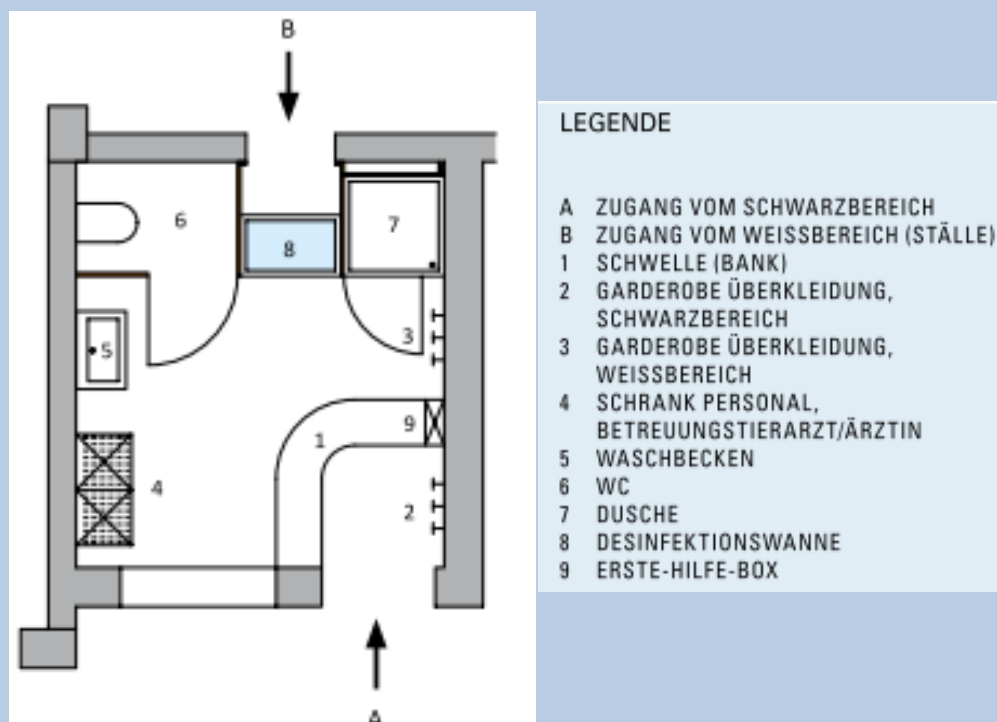 B
6
7
8
5
3
9
1
4
2
A
LEGENDE
A ZUGANG VOM SCHWARZBEREICH
B ZUGANG VOM WEISSBEREICH (STÄLLE)
1 SCHWELLE (BANK)
2 GARDEROBE ÜBERKLEIDUNG,
SCHWARZBEREICH
3 GARDEROBE ÜBERKLEIDUNG,
WEISSBEREICH
4 SCHRANK PERSONAL,
BETREUUNGSTIERARZT/ÄRZTIN
5 WASCHBECKEN
6 WC
7 DUSCHE
8 DESINFEKTIONSWANNE
9 ERSTE-HILFE-BOX